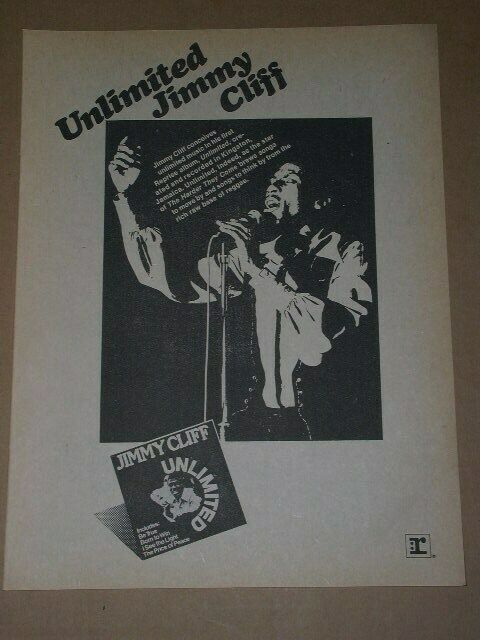 Unlimited
Jimmy
Cliff
Jimmy Cliff conceives
unlimited music in his first
Reprise album, Unlimited, cre-
ated and recorded in Kingston,
Jamaica. Unlimited, indeed, as the star
of The Harder They Come brews songs
to move by and songs to think by from the
rich raw base of reggae.
JIMMY CLIFF
UNLIMITED
Includes:
Be True
Born to Win
I See the Light
The Price of Peace
r